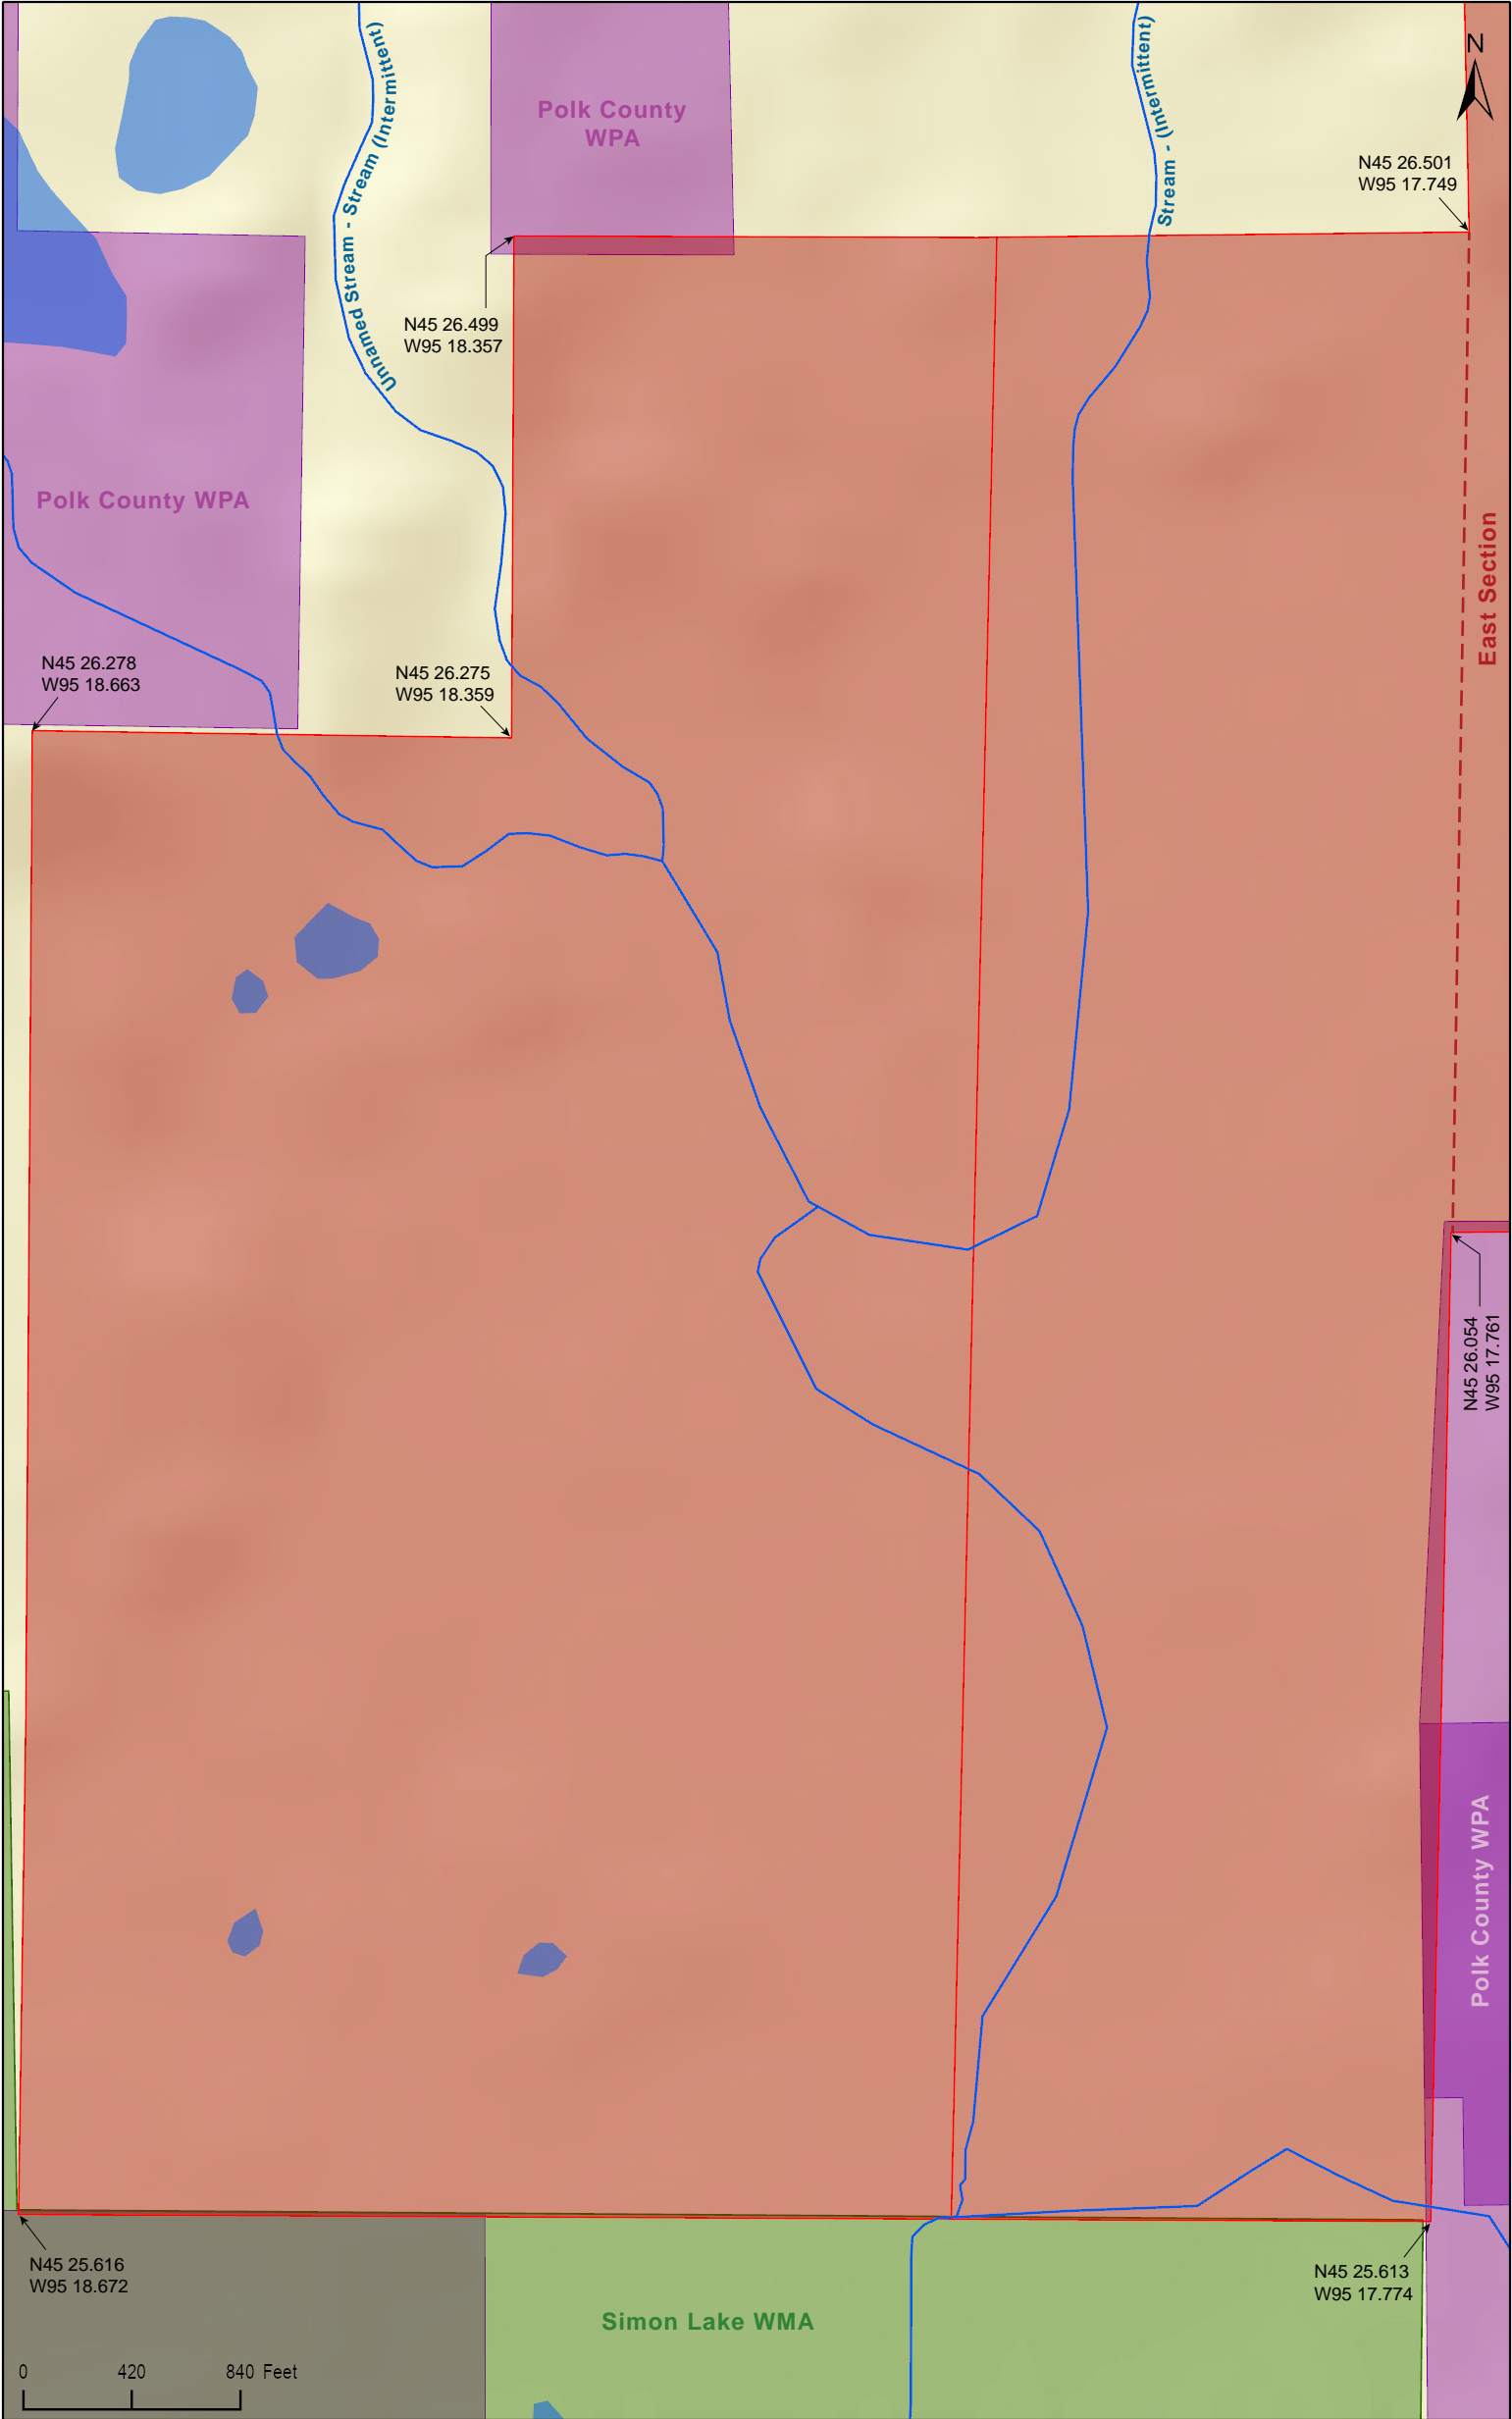 Unnamed Stream - Stream (Intermittent)
Polk County
WPA
Stream - (Intermittent)
N
N45 26.501
W95 17.749
N45 26.499
W95 18.357
Polk County WPA
East Section
N45 26.278
W95 18.663
N45 26.275
W95 18.359
N45 26.054
W95 17.761
Polk County WPA
N45 25.616
W95 18.672
N45 25.613
W95 17.774
Simon Lake WMA
0 420 840 Feet